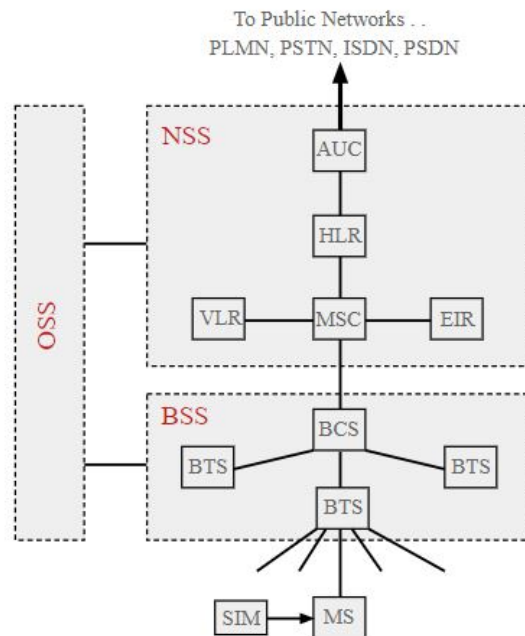 To Public Networks . .
PLMN, PSTN, ISDN, PSDN
NSS
AUC
HLR
VLR
MSC
EIR
OSS
BSS
BCS
BTS
BTS
BTS
SIM
MS